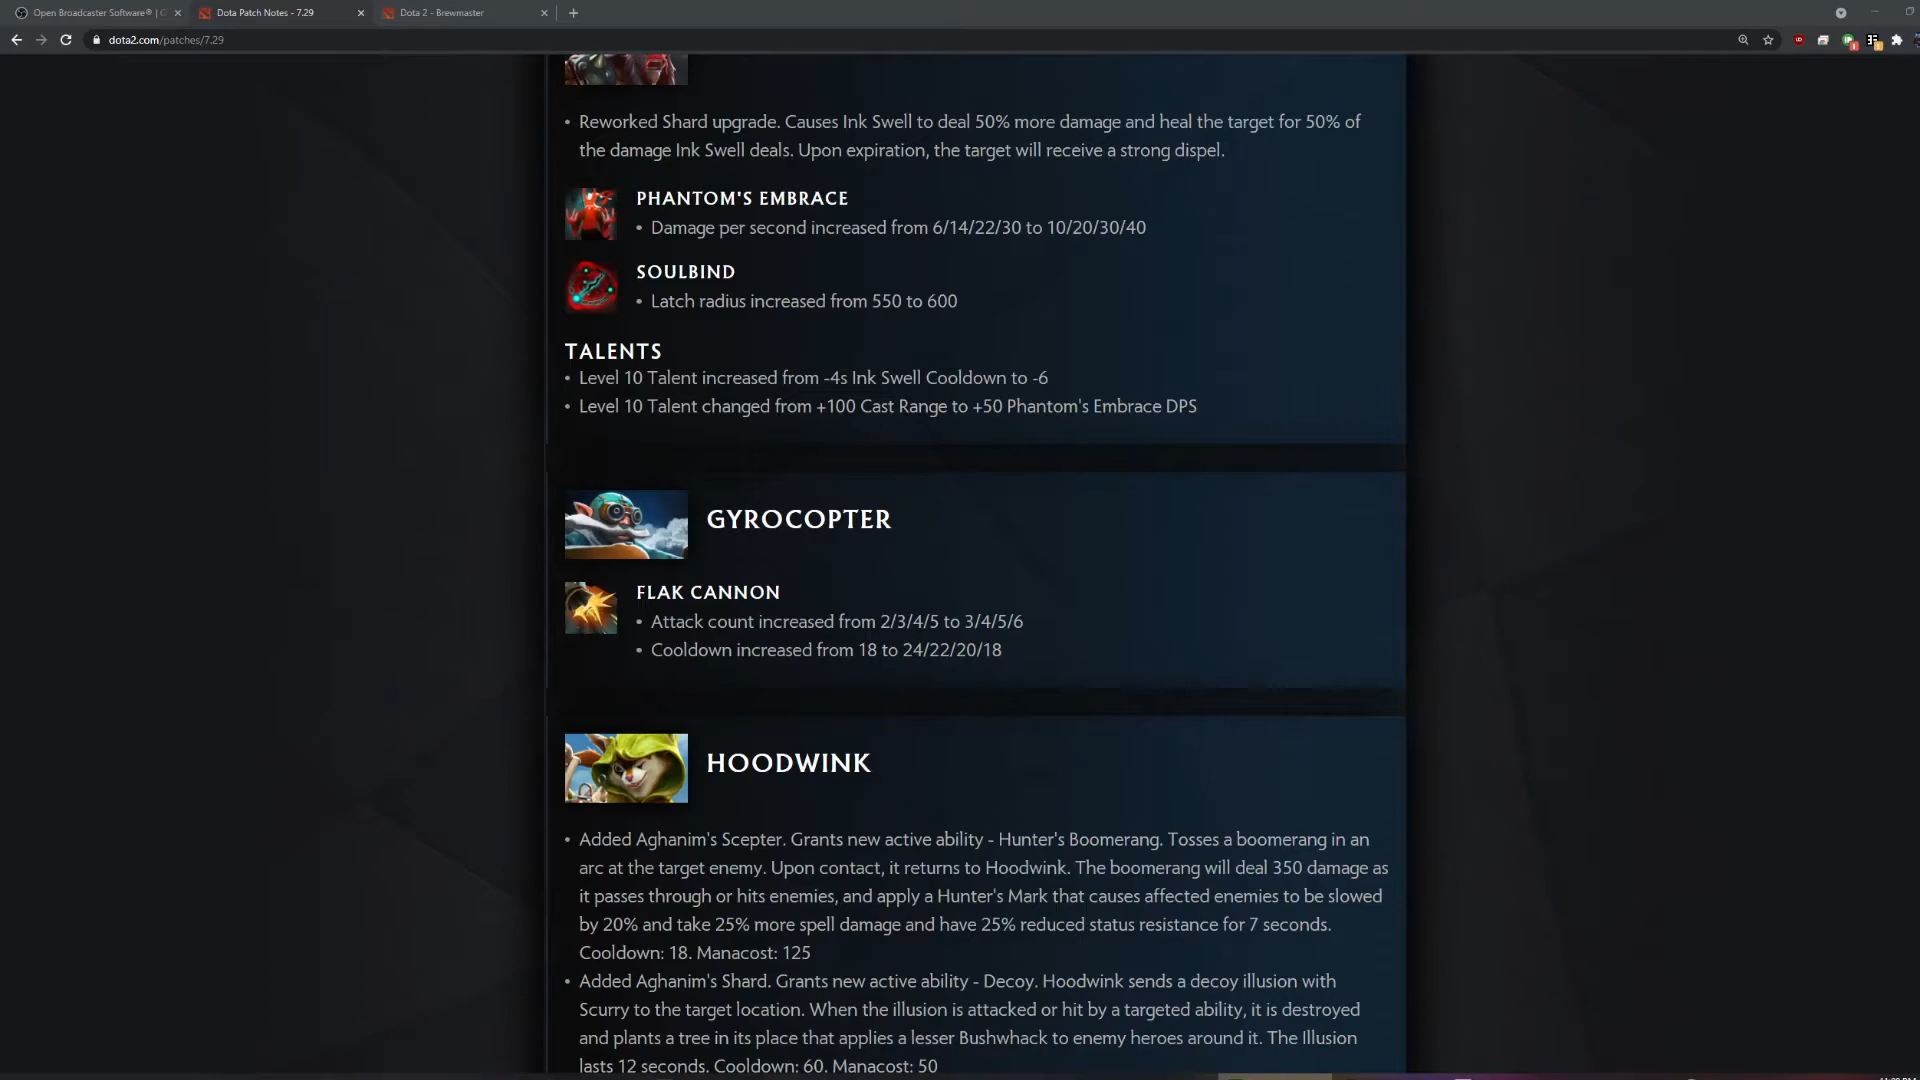 Open Broadcaster Software® | O
Dota Patch Notes - 7.29
Dota 2 - Brewmaster
dota2.com/patches/7.29
• Reworked Shard upgrade. Causes Ink Swell to deal 50% more damage and heal the target for 50% of
the damage Ink Swell deals. Upon expiration, the target will receive a strong dispel.
PHANTOM'S EMBRACE
• Damage per second increased from 6/14/22/30 to 10/20/30/40
SOULBIND
• Latch radius increased from 550 to 600
TALENTS
• Level 10 Talent increased from -4s Ink Swell Cooldown to -6
• Level 10 Talent changed from +100 Cast Range to +50 Phantom's Embrace DPS
GYROCOPTER
FLAK CANNON
• Attack count increased from 2/3/4/5 to 3/4/5/6
• Cooldown increased from 18 to 24/22/20/18
HOODWINK
• Added Aghanim's Scepter. Grants new active ability - Hunter's Boomerang. Tosses a boomerang in an
arc at the target enemy. Upon contact, it returns to Hoodwink. The boomerang will deal 350 damage as
it passes through or hits enemies, and apply a Hunter's Mark that causes affected enemies to be slowed
by 20% and take 25% more spell damage and have 25% reduced status resistance for 7 seconds.
Cooldown: 18. Manacost: 125
• Added Aghanim's Shard. Grants new active ability - Decoy. Hoodwink sends a decoy illusion with
Scurry to the target location. When the illusion is attacked or hit by a targeted ability, it is destroyed
and plants a tree in its place that applies a lesser Bushwhack to enemy heroes around it. The Illusion
lasts 12 seconds. Cooldown: 60. Manacost: 50